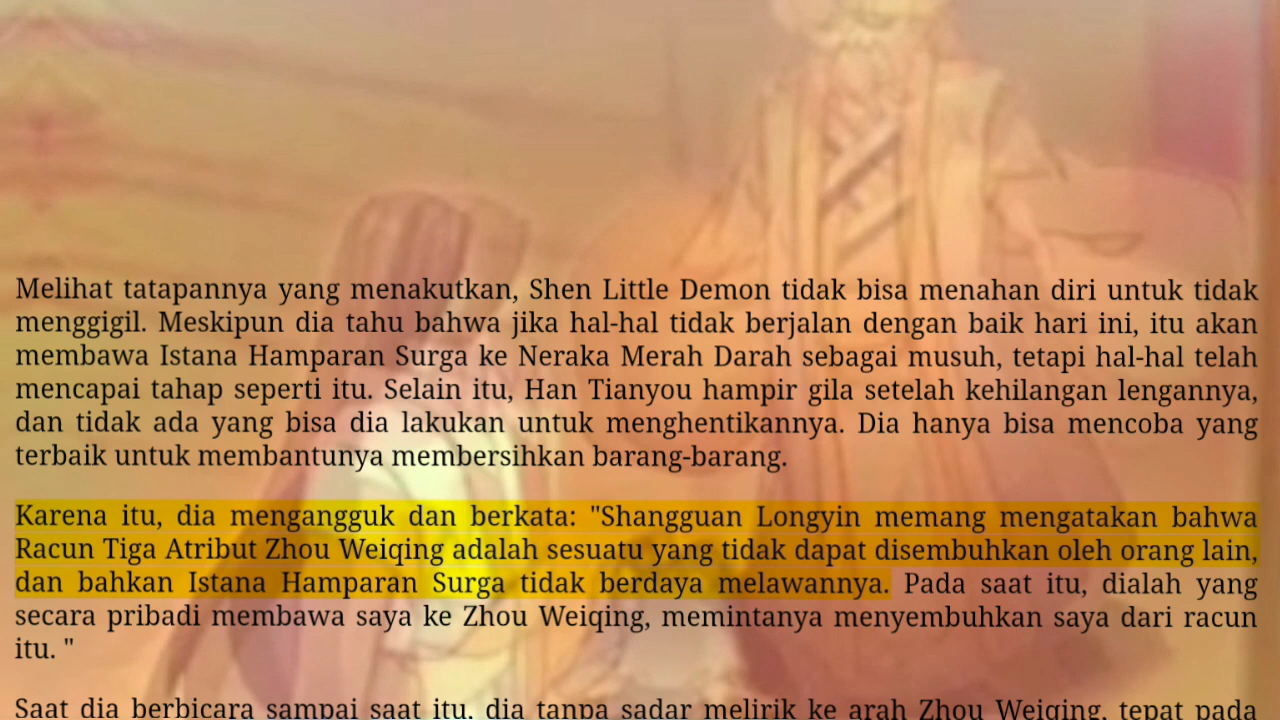 Melihat tatapannya yang menakutkan, Shen Little Demon tidak bisa menahan diri untuk tidak
menggigil. Meskipun dia tahu bahwa jika hal-hal tidak berjalan dengan baik hari ini, itu akan
membawa Istana Hamparan Surga ke Neraka Merah Darah sebagai musuh, tetapi hal-hal telah
mencapai tahap seperti itu. Selain itu, Han Tianyou hampir gila setelah kehilangan lengannya,
dan tidak ada yang bisa dia lakukan untuk menghentikannya. Dia hanya bisa mencoba yang
terbaik untuk membantunya membersihkan barang-barang.
Karena itu, dia mengangguk dan berkata: "Shangguan Longyin memang mengatakan bahwa
Racun Tiga Atribut Zhou Weiqing adalah sesuatu yang tidak dapat disembuhkan oleh orang lain,
dan bahkan Istana Hamparan Surga tidak berdaya melawannya. Pada saat itu, dialah yang
secara pribadi membawa saya ke Zhou Weiqing, memintanya menyembuhkan saya dari racun
itu. "
Saat dia berbicara sampai saat itu, dia tanpa sadar melirik ke arah Zhou Weiqing, tepat pada